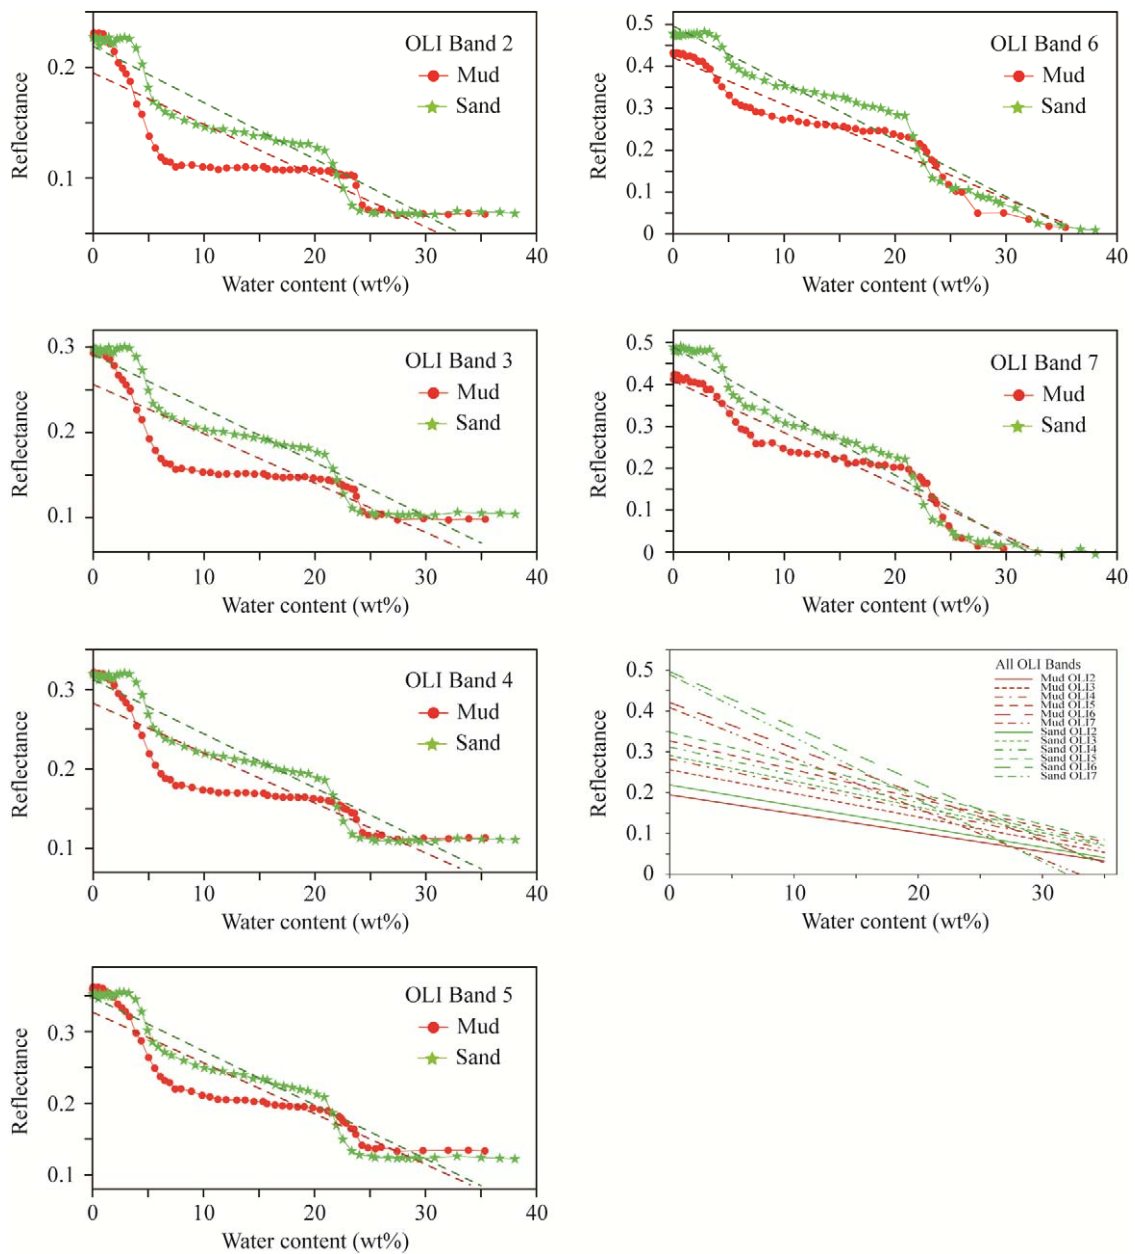 OLI Band 2
Mud
Sand
0.2
0.1
Reflectance
0 10 20 30 40
Water content (wt%)
OLI Band 6
Mud
Sand
0.5
0.4
0.3
0.2
0.1
0
Reflectance
0 10 20 30 40
Water content (wt%)
OLI Band 3
Mud
Sand
0.3
0.2
0.1
Reflectance
0 10 20 30 40
Water content (wt%)
OLI Band 7
Mud
Sand
0.5
0.4
0.3
0.2
0.1
0
Reflectance
0 10 20 30 40
Water content (wt%)
OLI Band 4
Mud
Sand
0.3
0.2
0.1
Reflectance
0 10 20 30 40
Water content (wt%)
All OLI Bands
Mud OLI2
Mud OLI3
Mud OLI4
Mud OLI5
Mud OLI6
Mud OLI7
Sand OLI2
Sand OLI3
Sand OLI4
Sand OLI5
Sand OLI6
Sand OLI7
0.5
0.4
0.3
0.2
0.1
0
Reflectance
0 10 20 30
Water content (wt%)
OLI Band 5
Mud
Sand
0.3
0.2
0.1
Reflectance
0 10 20 30 40
Water content (wt%)